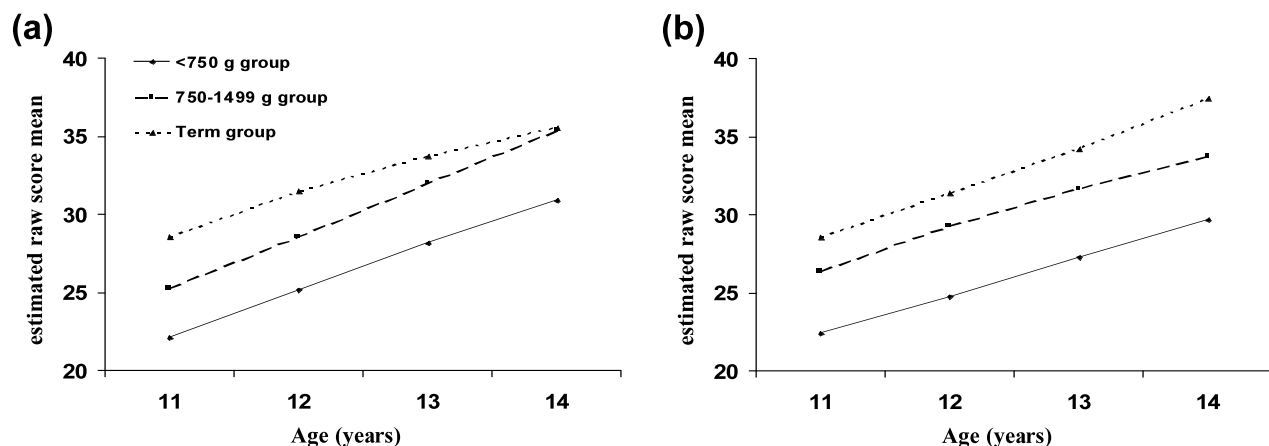 (a)
<750 g group
750-1499 g group
Term group
estimated raw score mean
40
35
30
25
20
11 12 13 14
Age (years)
(b)
estimated raw score mean
40
35
30
25
20
11 12 13 14
Age (years)